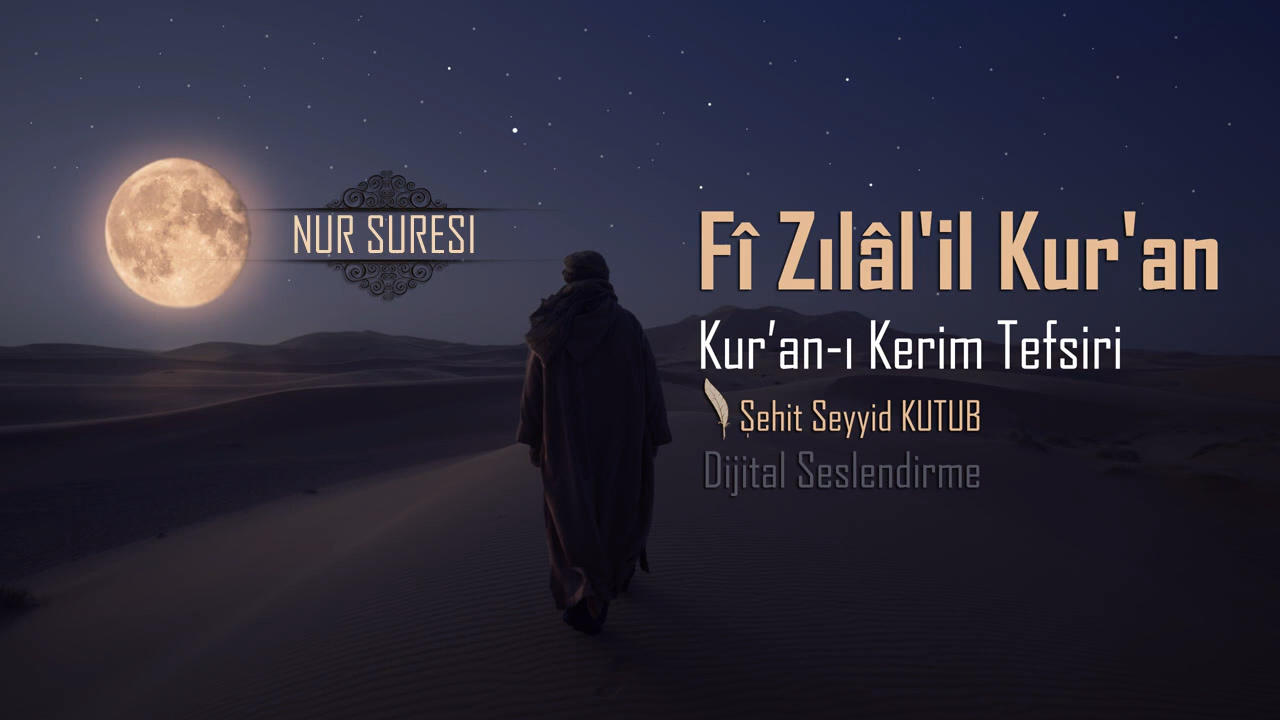 NUR SURESI
Fî Zılâl'il Kur'an
Kur'an-ı Kerim Tefsiri
Şehit Seyyid KUTUB
Dijital Seslendirme